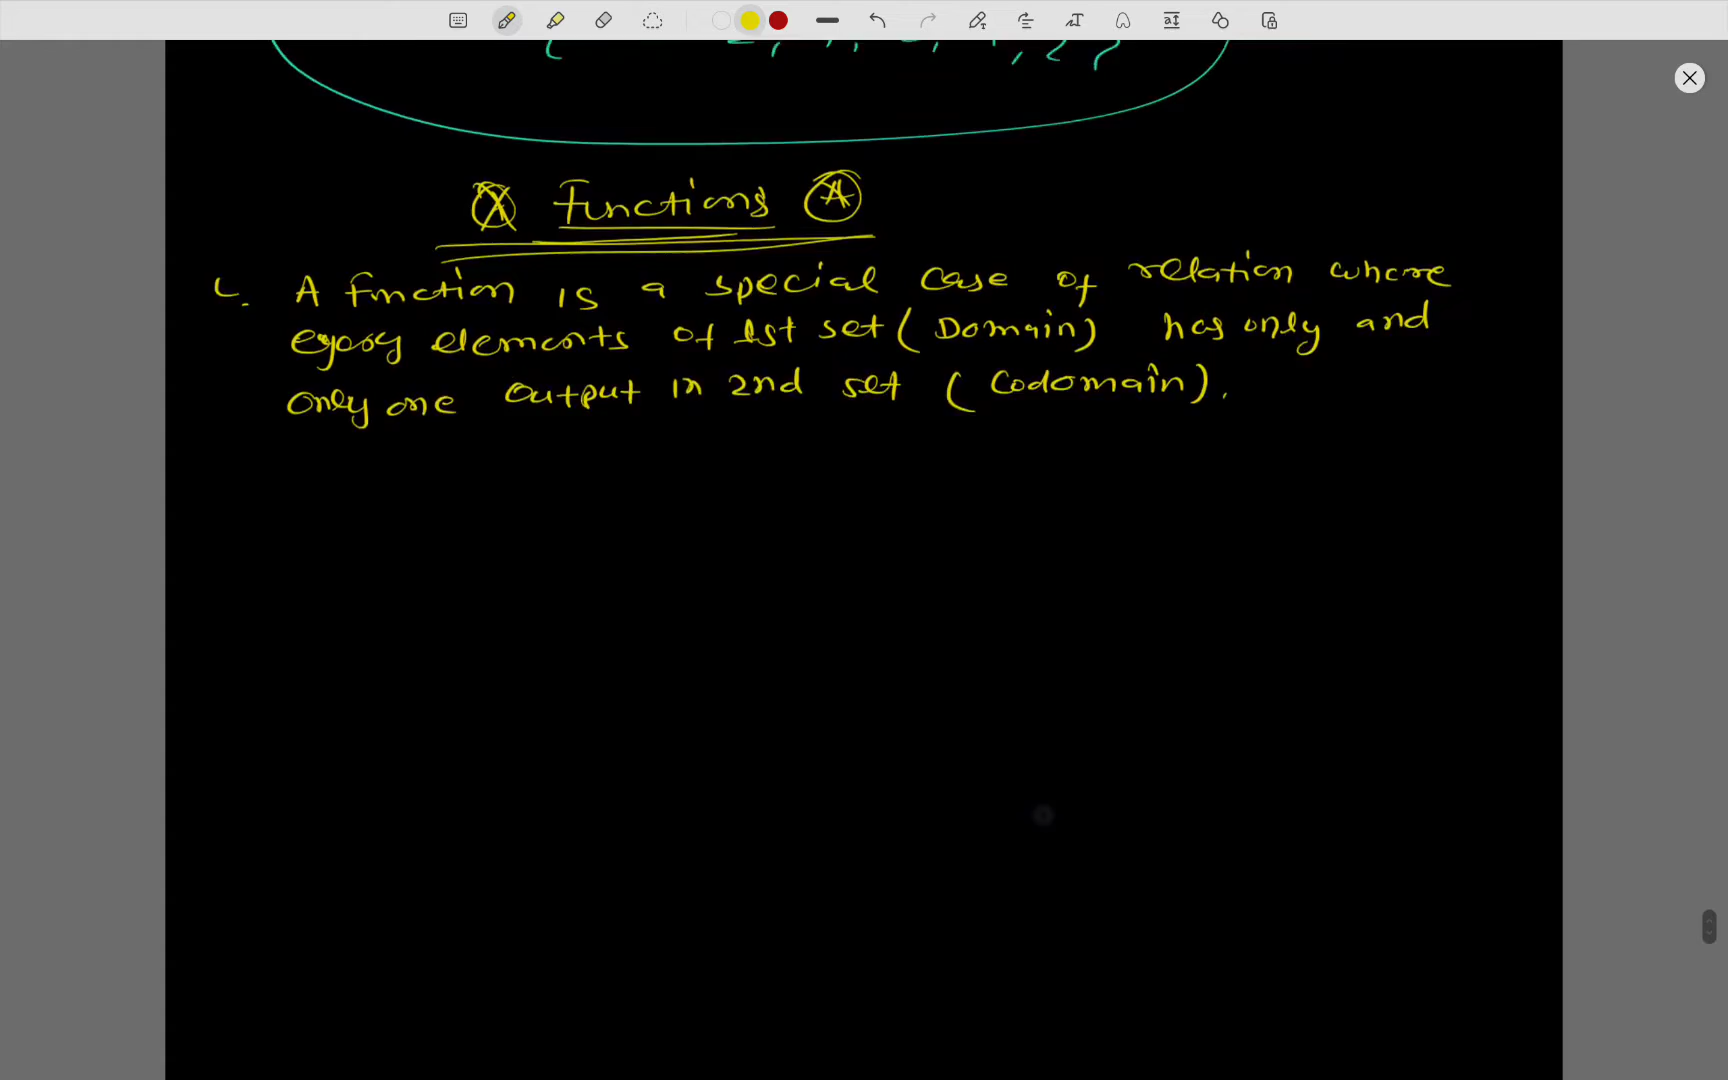 Functions
A function is a special case of relation where
every elements of 1st set (Domain) has only and
only one output in 2nd set (Codomain).